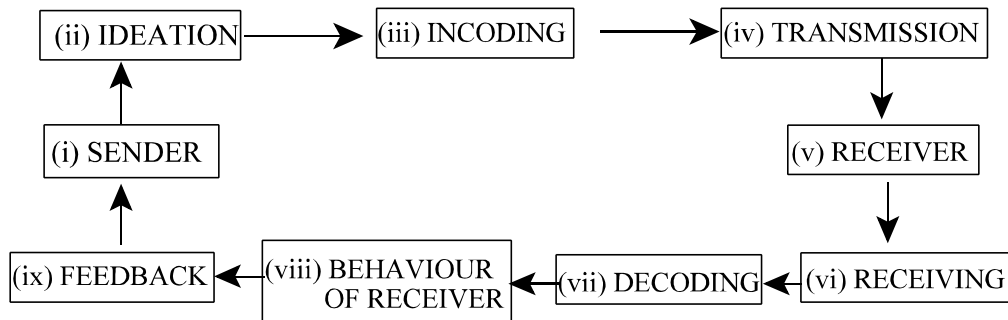 (ii) IDEATION
(iii) INCODING
(iv) TRANSMISSION
(i) SENDER
(v) RECEIVER
(ix) FEEDBACK
(viii) BEHAVIOUR
OF RECEIVER
(vii) DECODING
(vi) RECEIVING